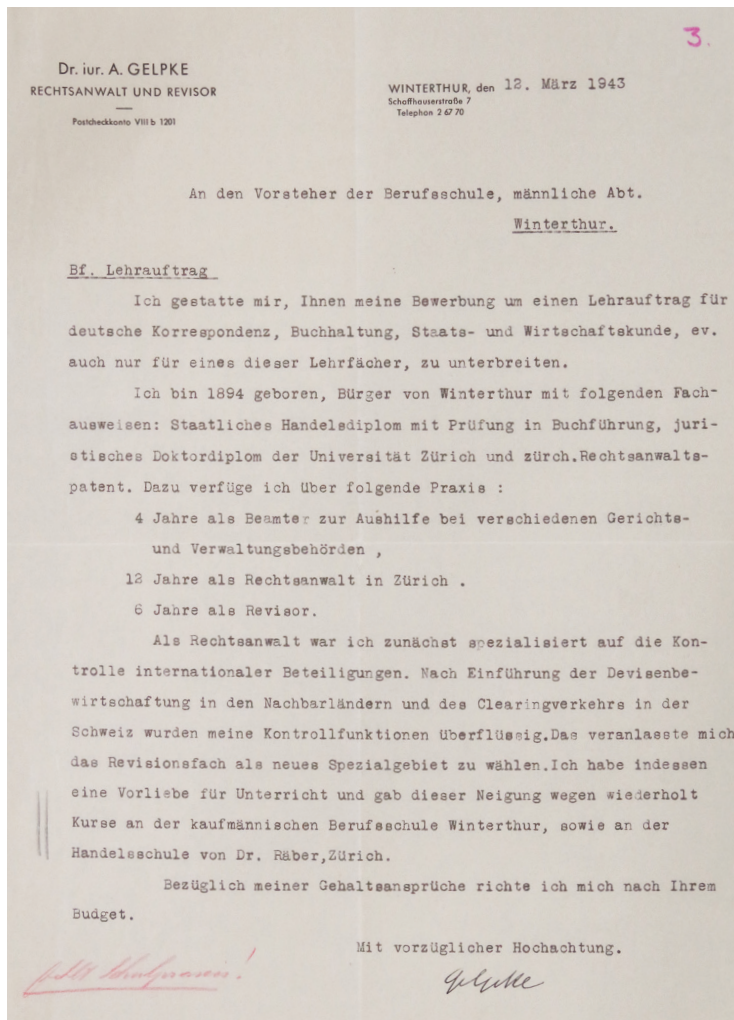 3.
Dr. iur. A. GELPKE
RECHTSANWALT UND REVISOR
Postcheckkonto VIII b 1201
WINTERTHUR, den 12. März 1943
Schaffhauserstraße 7
Telephon 2 67 70
An den Vorsteher der Berufsschule, männliche Abt.
Winterthur.
Bf. Lehrauftrag
Ich gestatte mir, Ihnen meine Bewerbung um einen Lehrauftrag für
deutsche Korrespondenz, Buchhaltung, Staats- und Wirtschaftskunde, ev.
auch nur für eines dieser Lehrfächer, zu unterbreiten.
Ich bin 1894 geboren, Bürger von Winterthur mit folgenden Fach-
ausweisen: Staatliches Handelsdiplom mit Prüfung in Buchführung, juri-
stisches Doktordiplom der Universität Zürich und zürch.Rechtsanwalts-
patent. Dazu verfüge ich über folgende Praxis :
4 Jahre als Beamter zur Aushilfe bei verschiedenen Gerichts-
und Verwaltungsbehörden ,
12 Jahre als Rechtsanwalt in Zürich .
6 Jahre als Revisor.
Als Rechtsanwalt war ich zunächst spezialisiert auf die Kon-
trolle internationaler Beteiligungen. Nach Einführung der Devisenbe-
wirtschaftung in den Nachbarländern und des Clearingverkehrs in der
Schweiz wurden meine Kontrollfunktionen überflüssig.Das veranlasste mich
das Revisionsfach als neues Spezialgebiet zu wählen.Ich habe indessen
eine Vorliebe für Unterricht und gab dieser Neigung wegen wiederholt
Kurse an der kaufmännischen Berufsschule Winterthur, sowie an der
Handelsschule von Dr. Räber,Zürich.
Bezüglich meiner Gehaltsansprüche richte ich mich nach Ihrem
Budget.
Mit vorzüglicher Hochachtung.
Gelpke